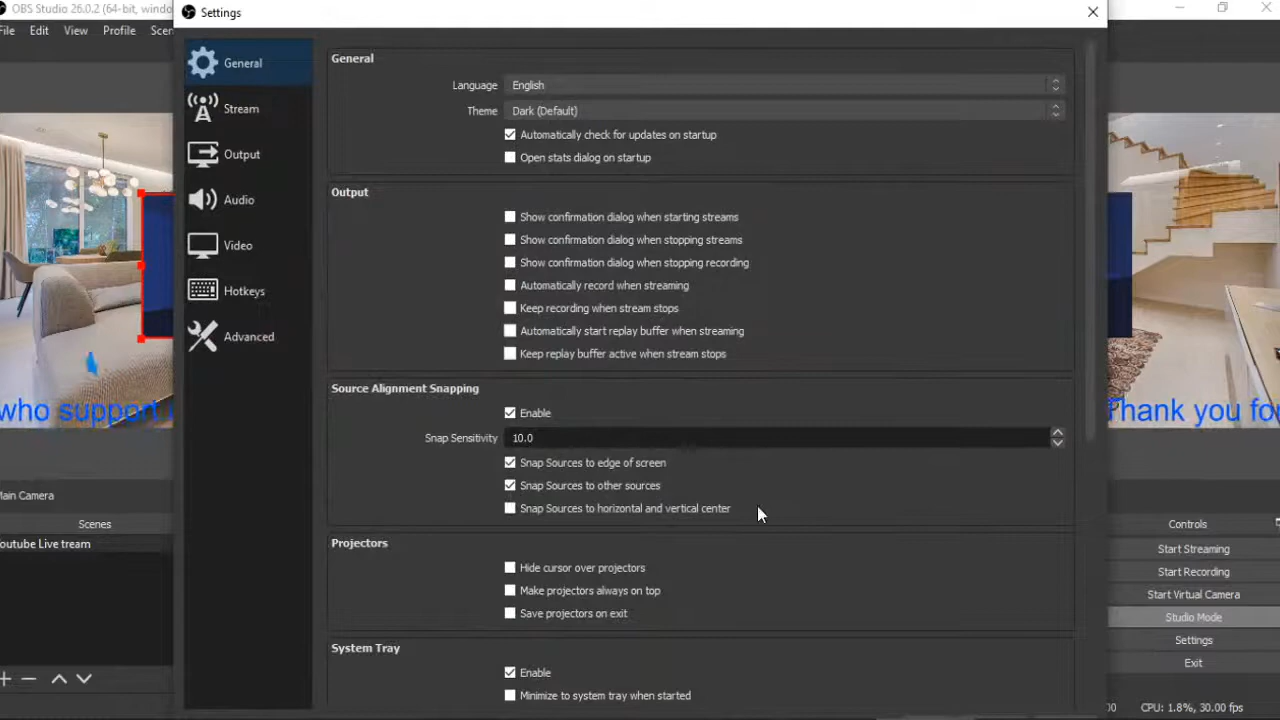 OBS Studio 26.0.2 (64-bit, windo
Settings
File Edit View Profile Scen
General
Stream
Output
Audio
Video
Hotkeys
Advanced
General
Language English
Theme Dark (Default)
Automatically check for updates on startup
Open stats dialog on startup
Output
Show confirmation dialog when starting streams
Show confirmation dialog when stopping streams
Show confirmation dialog when stopping recording
Automatically record when streaming
Keep recording when stream stops
Automatically start replay buffer when streaming
Keep replay buffer active when stream stops
Source Alignment Snapping
Enable
Snap Sensitivity 10.0
Snap Sources to edge of screen
Snap Sources to other sources
Snap Sources to horizontal and vertical center
Projectors
Hide cursor over projectors
Make projectors always on top
Save projectors on exit
System Tray
Enable
Minimize to system tray when started
who support
Thank you fo
Main Camera
Scenes
outube Live tream
Controls
Start Streaming
Start Recording
Start Virtual Camera
Studio Mode
Settings
Exit
00 CPU: 1.8%, 30.00 fps